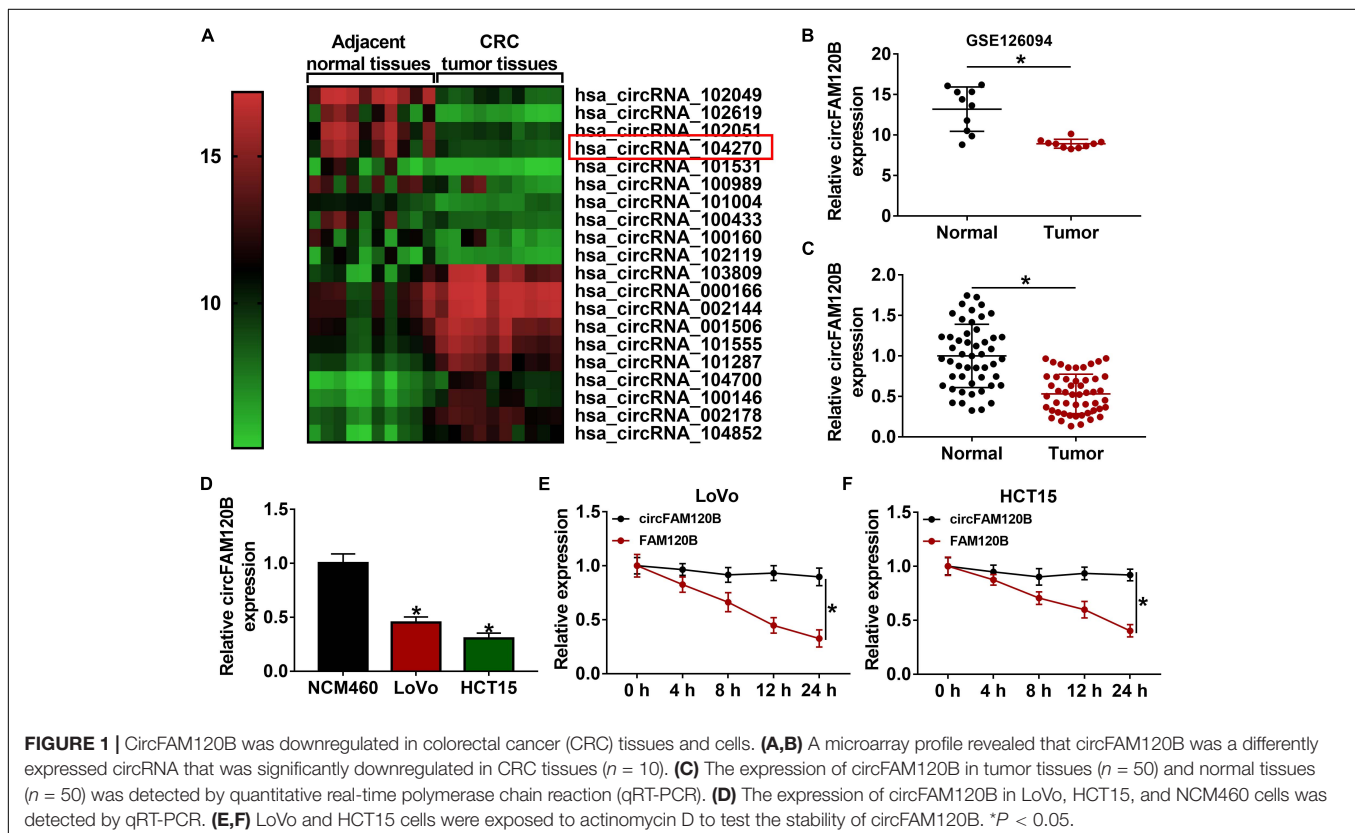 A
Adjacent
normal tissues
CRC
tumor tissues
15
10
hsa_circRNA_102049
hsa_circRNA_102619
hsa_circRNA_102051
hsa_circRNA_104270
hsa_circRNA_101531
hsa_circRNA_100989
hsa_circRNA_101004
hsa_circRNA_100433
hsa_circRNA_100160
hsa_circRNA_102119
hsa_circRNA_103809
hsa_circRNA_000166
hsa_circRNA_002144
hsa_circRNA_001506
hsa_circRNA_101555
hsa_circRNA_101287
hsa_circRNA_104700
hsa_circRNA_100146
hsa_circRNA_002178
hsa_circRNA_104852
B
GSE126094
Relative circFAM120B
expression
20
15
10
5
0
*
Normal Tumor
C
Relative circFAM120B
expression
2.0
1.5
1.0
0.5
0.0
*
Normal Tumor
D
Relative circFAM120B
expression
1.5
1.0
0.5
0.0
*
*
NCM460 LoVo HCT15
E
LoVo
Relative expression
1.5
1.0
0.5
0.0
circFAM120B
FAM120B
*
0 h 4 h 8 h 12 h 24 h
F
HCT15
Relative expression
1.5
1.0
0.5
0.0
circFAM120B
FAM120B
*
0 h 4 h 8 h 12 h 24 h
FIGURE 1 | CircFAM120B was downregulated in colorectal cancer (CRC) tissues and cells. (A,B) A microarray profile revealed that circFAM120B was a differently
expressed circRNA that was significantly downregulated in CRC tissues (n = 10). (C) The expression of circFAM120B in tumor tissues (n = 50) and normal tissues
(n = 50) was detected by quantitative real-time polymerase chain reaction (qRT-PCR). (D) The expression of circFAM120B in LoVo, HCT15, and NCM460 cells was
detected by qRT-PCR. (E,F) LoVo and HCT15 cells were exposed to actinomycin D to test the stability of circFAM120B. *P < 0.05.